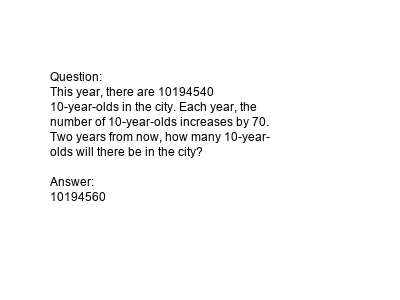 Question:
This year, there are 10194540
10-year-olds in the city. Each year, the
number of 10-year-olds increases by 70.
Two years from now, how many 10-year-
olds will there be in the city?

Answer:
10194560